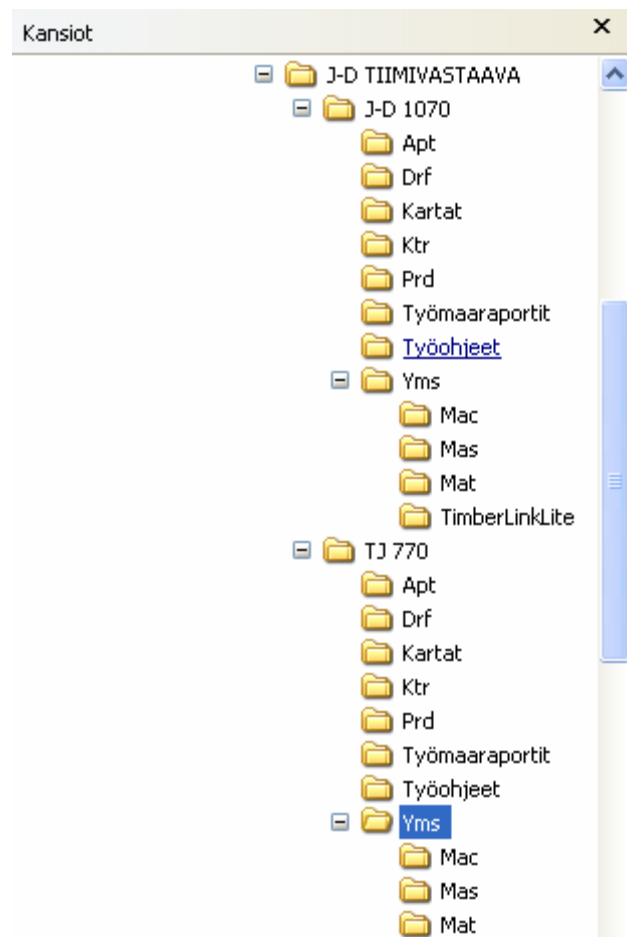 Kansiot
J-D TIIMIVASTAAVA
J-D 1070
Apt
Drf
Kartat
Ktr
Prd
Työmaaraportit
Työohjeet
Yms
Mac
Mas
Mat
TimberLinkLite
TJ 770
Apt
Drf
Kartat
Ktr
Prd
Työmaaraportit
Työohjeet
Yms
Mac
Mas
Mat